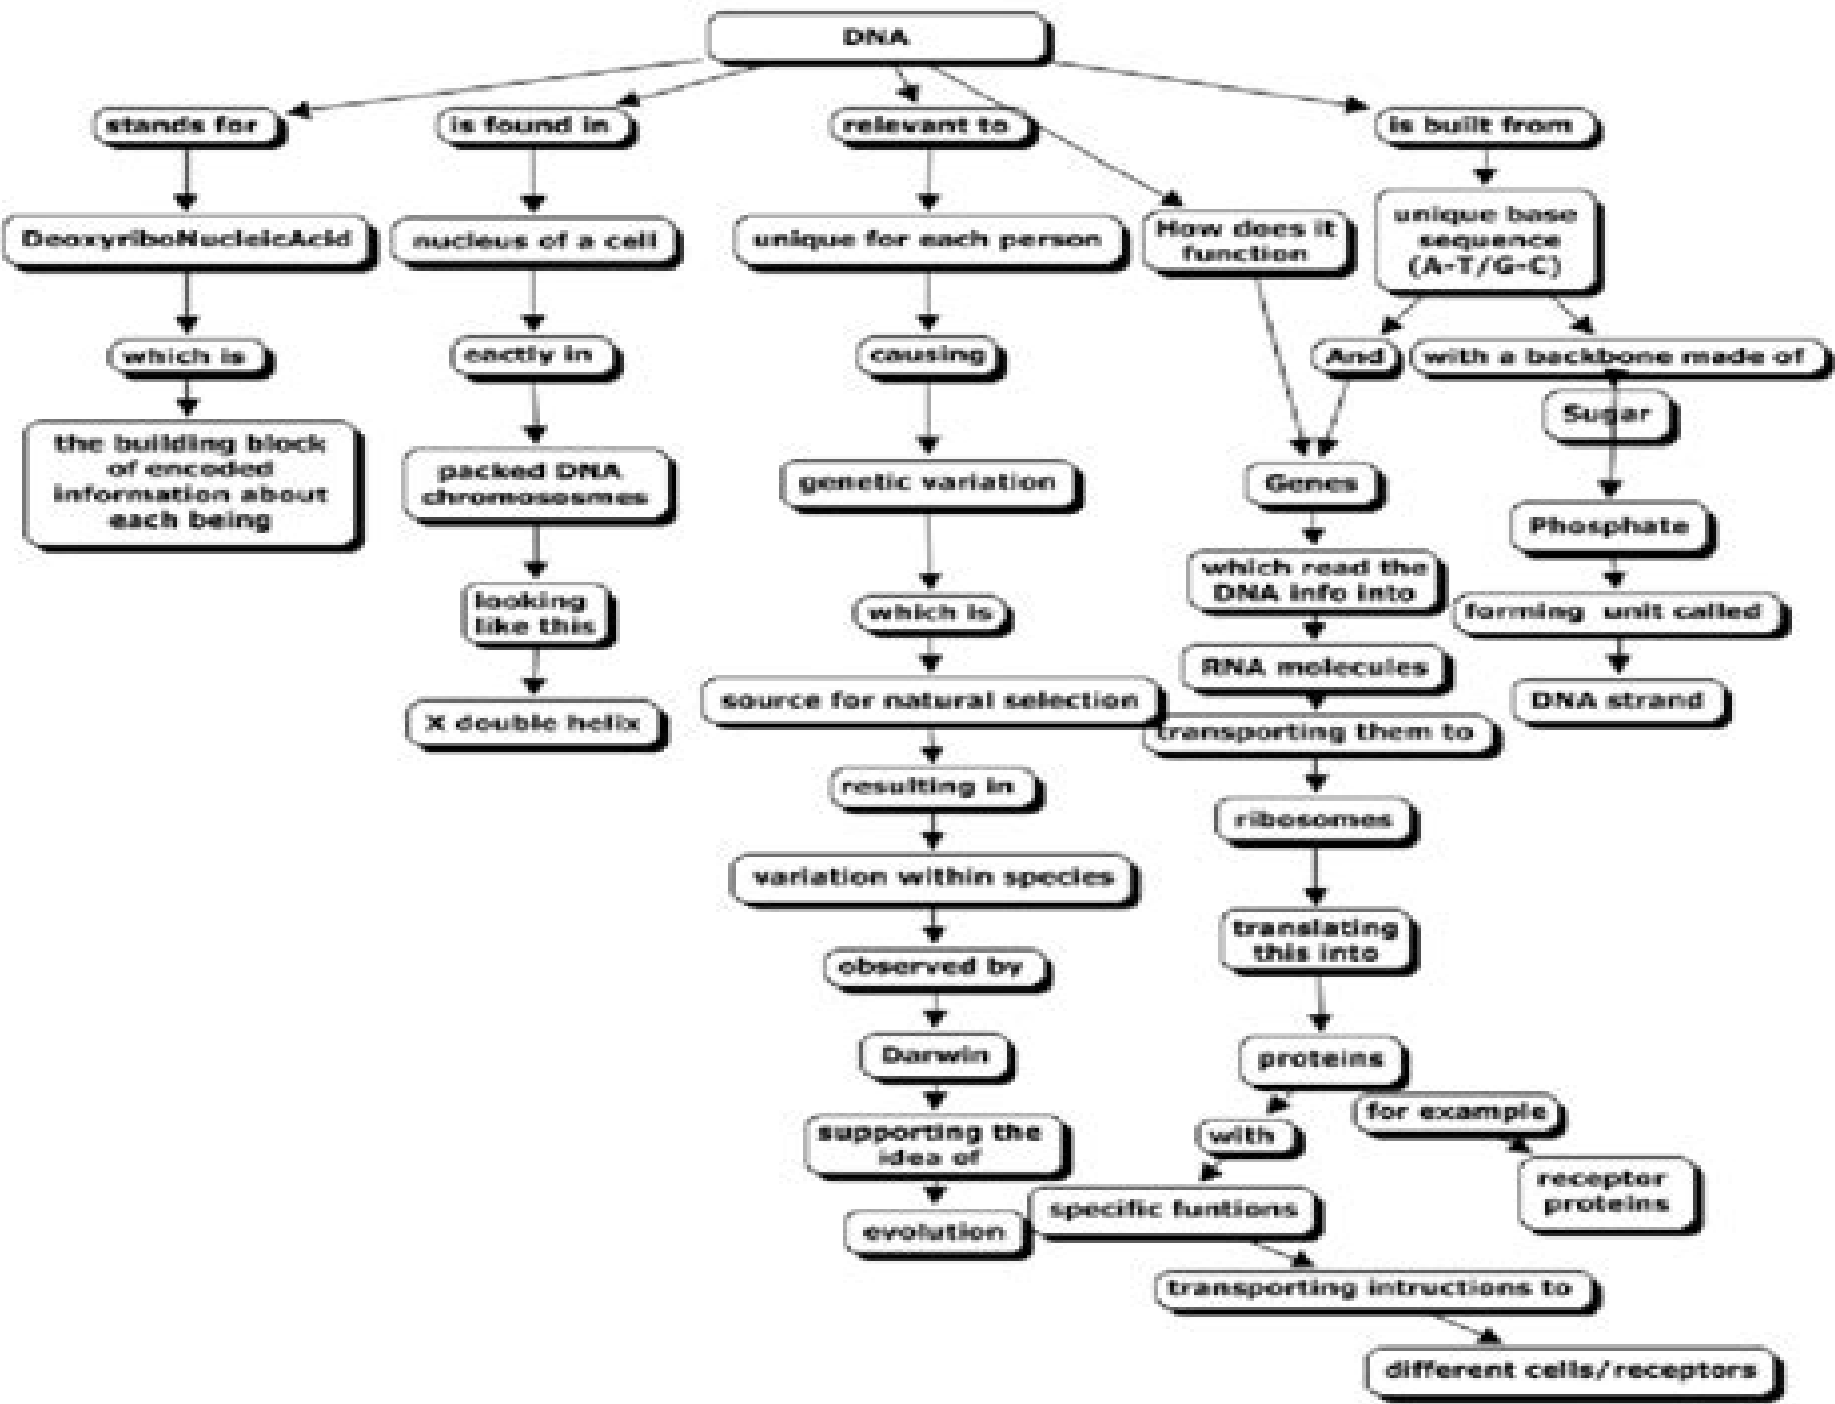 DNA
stands for
is found in
relevant to
is built from
DeoxyriboNucleicAcid
nucleus of a cell
unique for each person
How does it
function
unique base
sequence
(A-T/G-C)
which is
eactly in
causing
And
with a backbone made of
Sugar
the building block
of encoded
information about
each being
packed DNA
chromososmes
genetic variation
Genes
Phosphate
looking
like this
which is
which read the
DNA info into
forming unit called
X double helix
source for natural selection
RNA molecules
DNA strand
transporting them to
resulting in
ribosomes
variation within species
translating
this into
observed by
Darwin
proteins
supporting the
idea of
with
for example
evolution
specific funtions
receptor
proteins
transporting intructions to
different cells/receptors